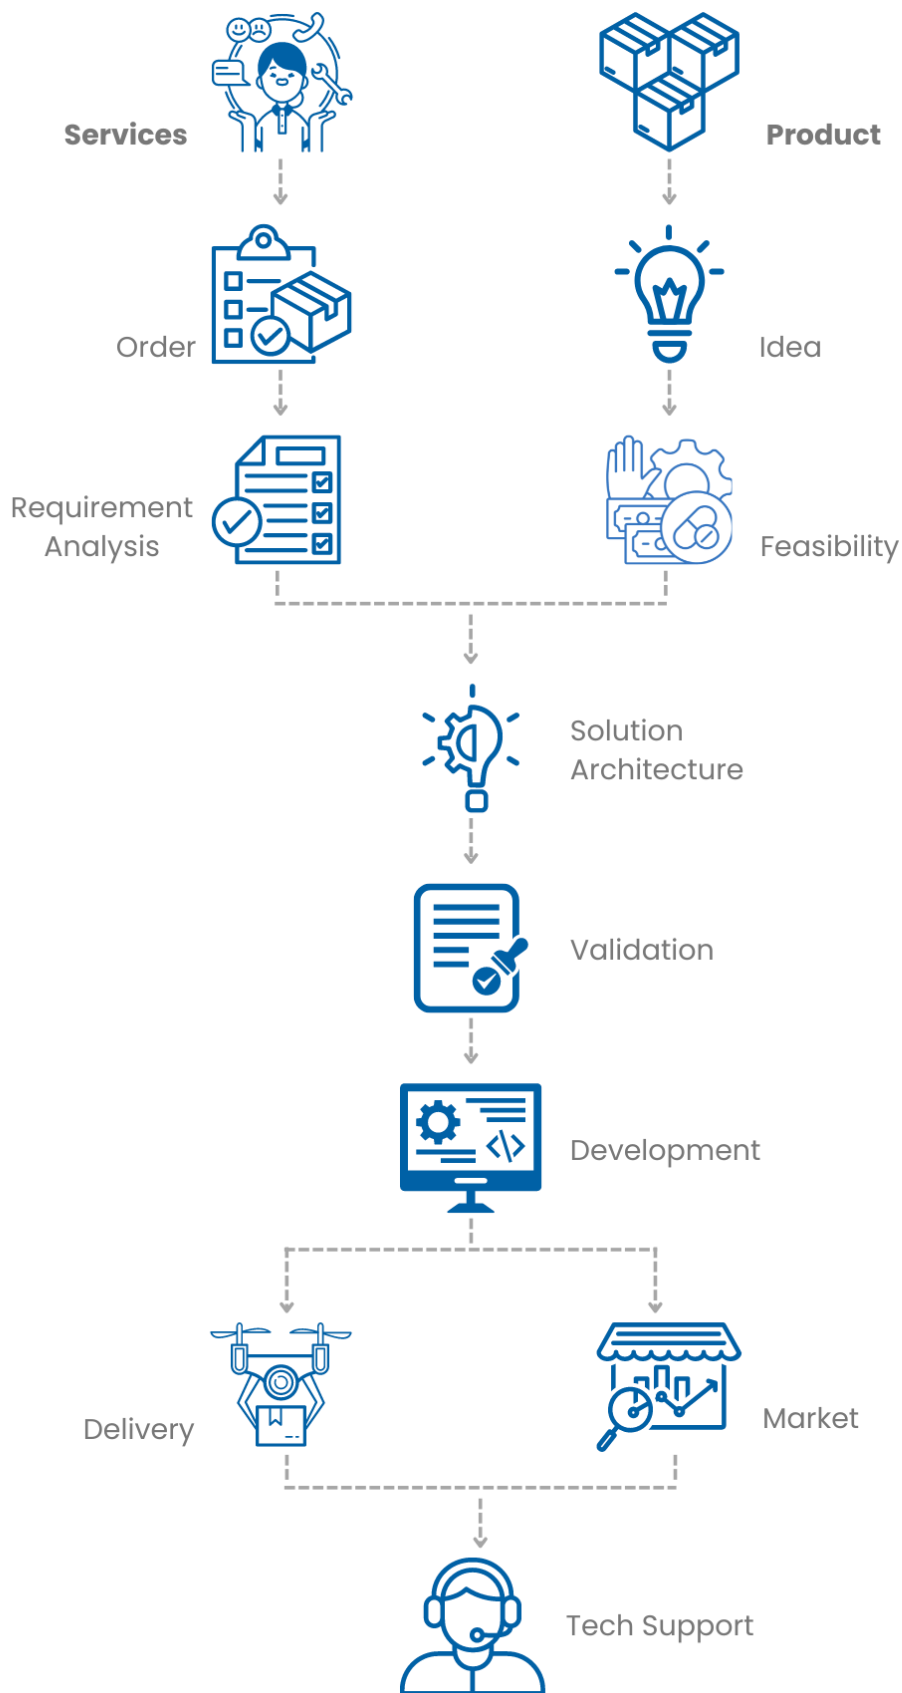 Services
Product
Order
Idea
Requirement
Analysis
Feasibility
Solution
Architecture
Validation
Development
Delivery
Market
Tech Support